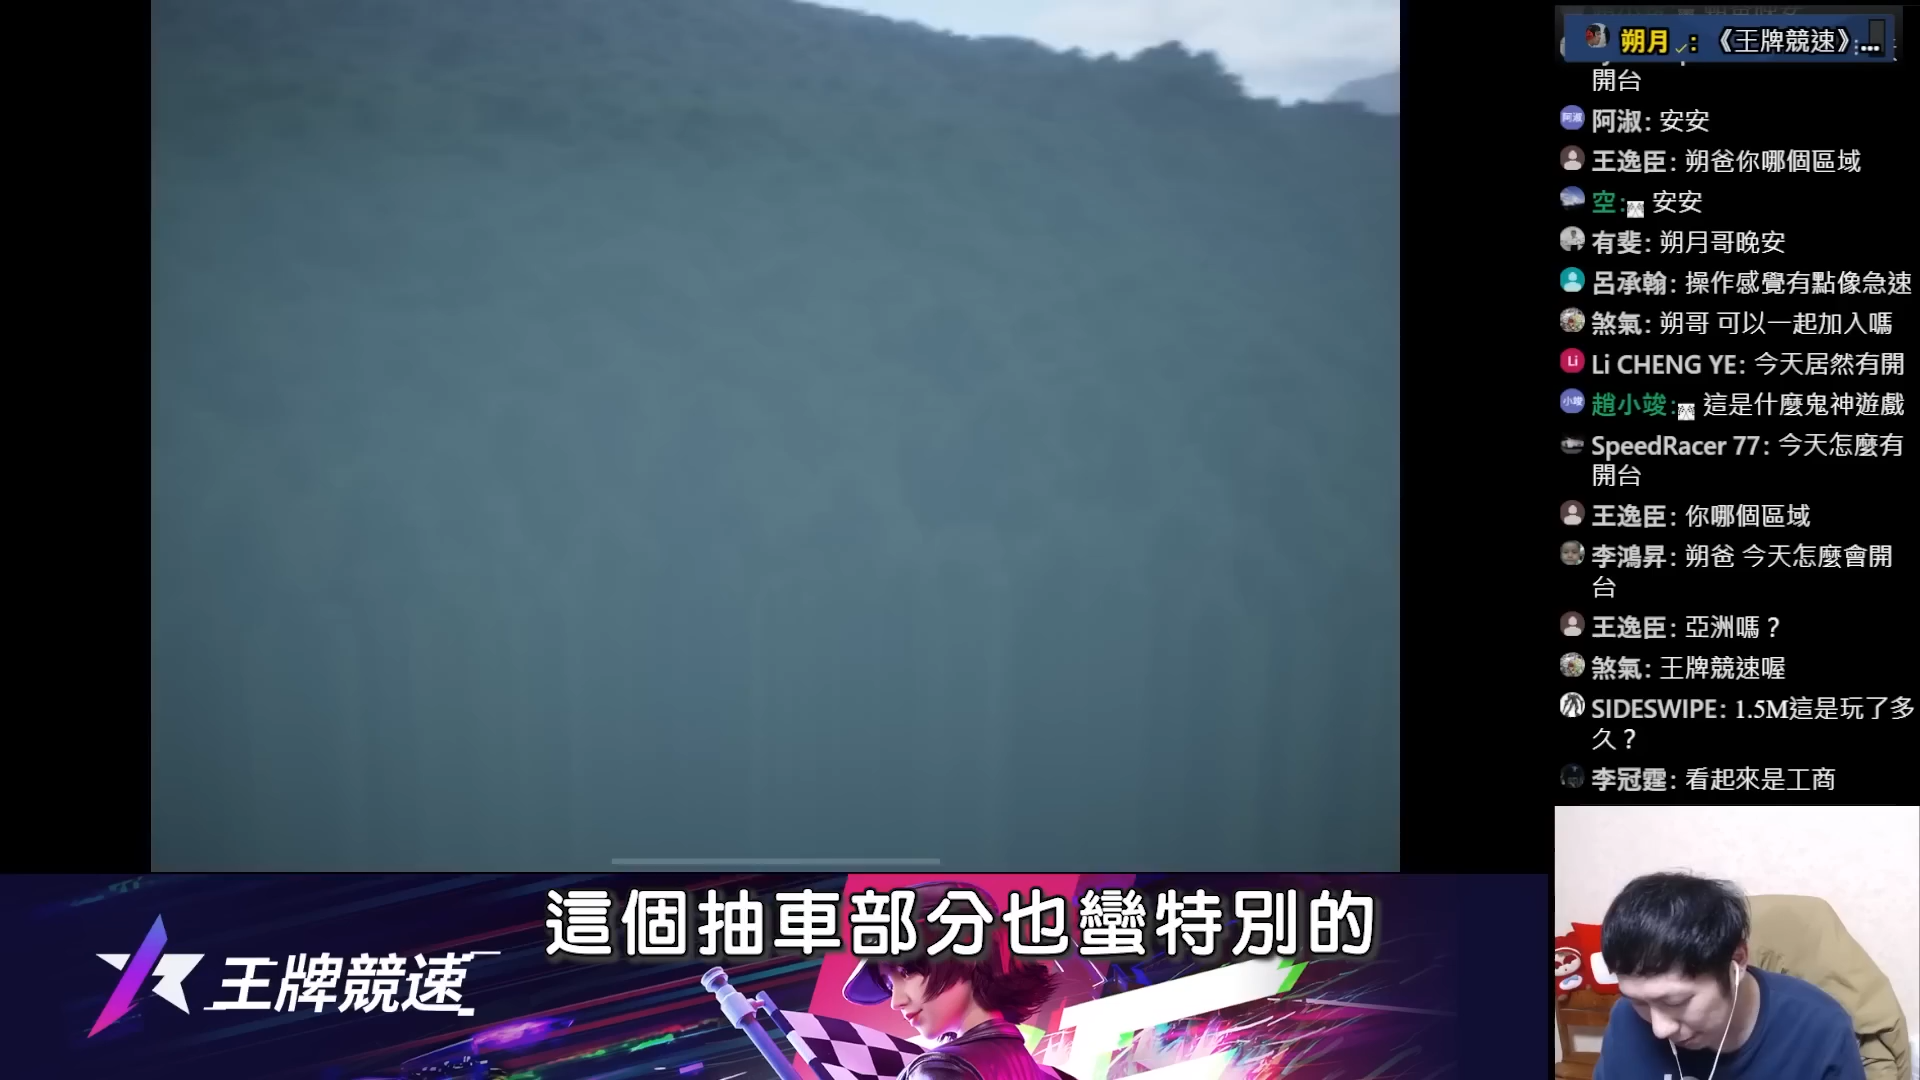 朔月 : 《王牌競速》...
開台
阿淑: 安安
王逸臣: 朔爸你哪個區域
空: 安安
有斐: 朔月哥晚安
呂承翰: 操作感覺有點像急速
煞氣: 朔哥 可以一起加入嗎
Li CHENG YE: 今天居然有開
趙小竣: 這是什麼鬼神遊戲
SpeedRacer 77: 今天怎麼有
開台
王逸臣: 你哪個區域
李鴻昇: 朔爸 今天怎麼會開
台
王逸臣: 亞洲嗎？
煞氣: 王牌競速喔
SIDESWIPE: 1.5M這是玩了多
久？
李冠霆: 看起來是工商
這個抽車部分也蠻特別的
王牌競速